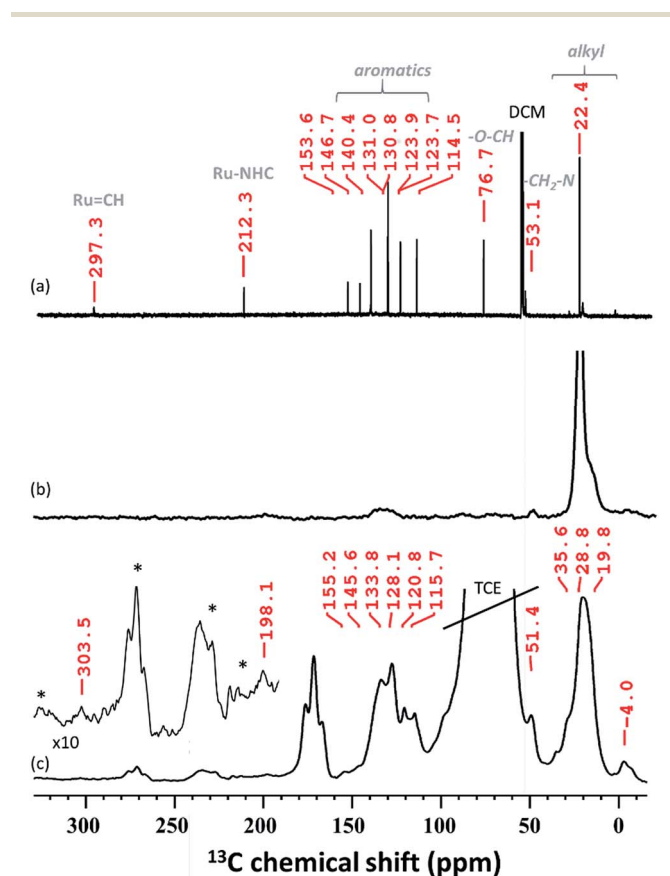 alkyl
aromatics
DCM
22.4
153.6
146.7
140.4
131.0
130.8
123.9
123.7
114.5
-O-CH
76.7
-CH2-N
53.1
Ru=CH
297.3
Ru-NHC
212.3
(a)
(b)
155.2
145.6
133.8
128.1
120.8
115.7
TCE
35.6
28.8
19.8
51.4
-4.0
*
*
*
*
303.5
198.1
x10
(c)
300 250 200 150 100 50 0
13C chemical shift (ppm)